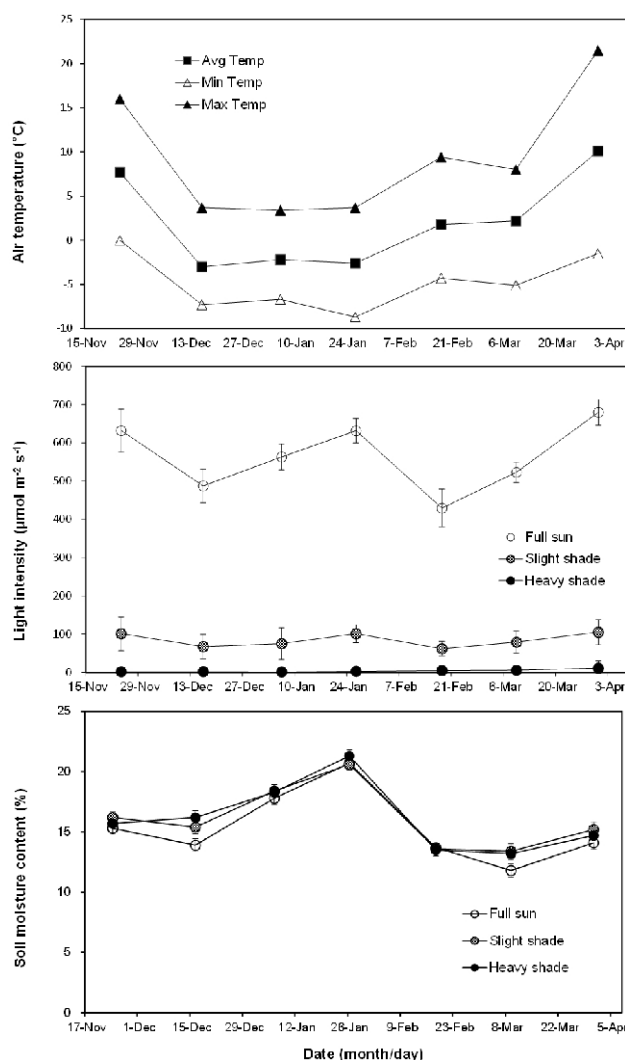 25
20
15
10
5
0
-5
-10
Air temperature (°C)
Avg Temp
Min Temp
Max Temp
15-Nov 29-Nov 13-Dec 27-Dec 10-Jan 24-Jan 7-Feb 21-Feb 6-Mar 20-Mar 3-Apr
800
700
600
500
400
300
200
100
0
Light intensity (µmol m⁻² s⁻¹)
Full sun
Slight shade
Heavy shade
15-Nov 29-Nov 13-Dec 27-Dec 10-Jan 24-Jan 7-Feb 21-Feb 6-Mar 20-Mar 3-Apr
25
20
15
10
5
0
Soil moisture content (%)
Full sun
Slight shade
Heavy shade
17-Nov 1-Dec 15-Dec 29-Dec 12-Jan 26-Jan 9-Feb 23-Feb 8-Mar 22-Mar 5-Apr
Date (month/day)